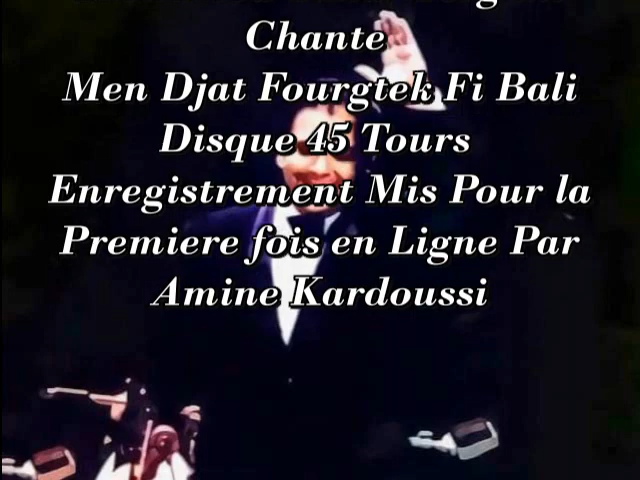 Chante
Men Djat Fourgtek Fi Bali
Disque 45 Tours
Enregistrement Mis Pour la
Premiere fois en Ligne Par
Amine Kardoussi